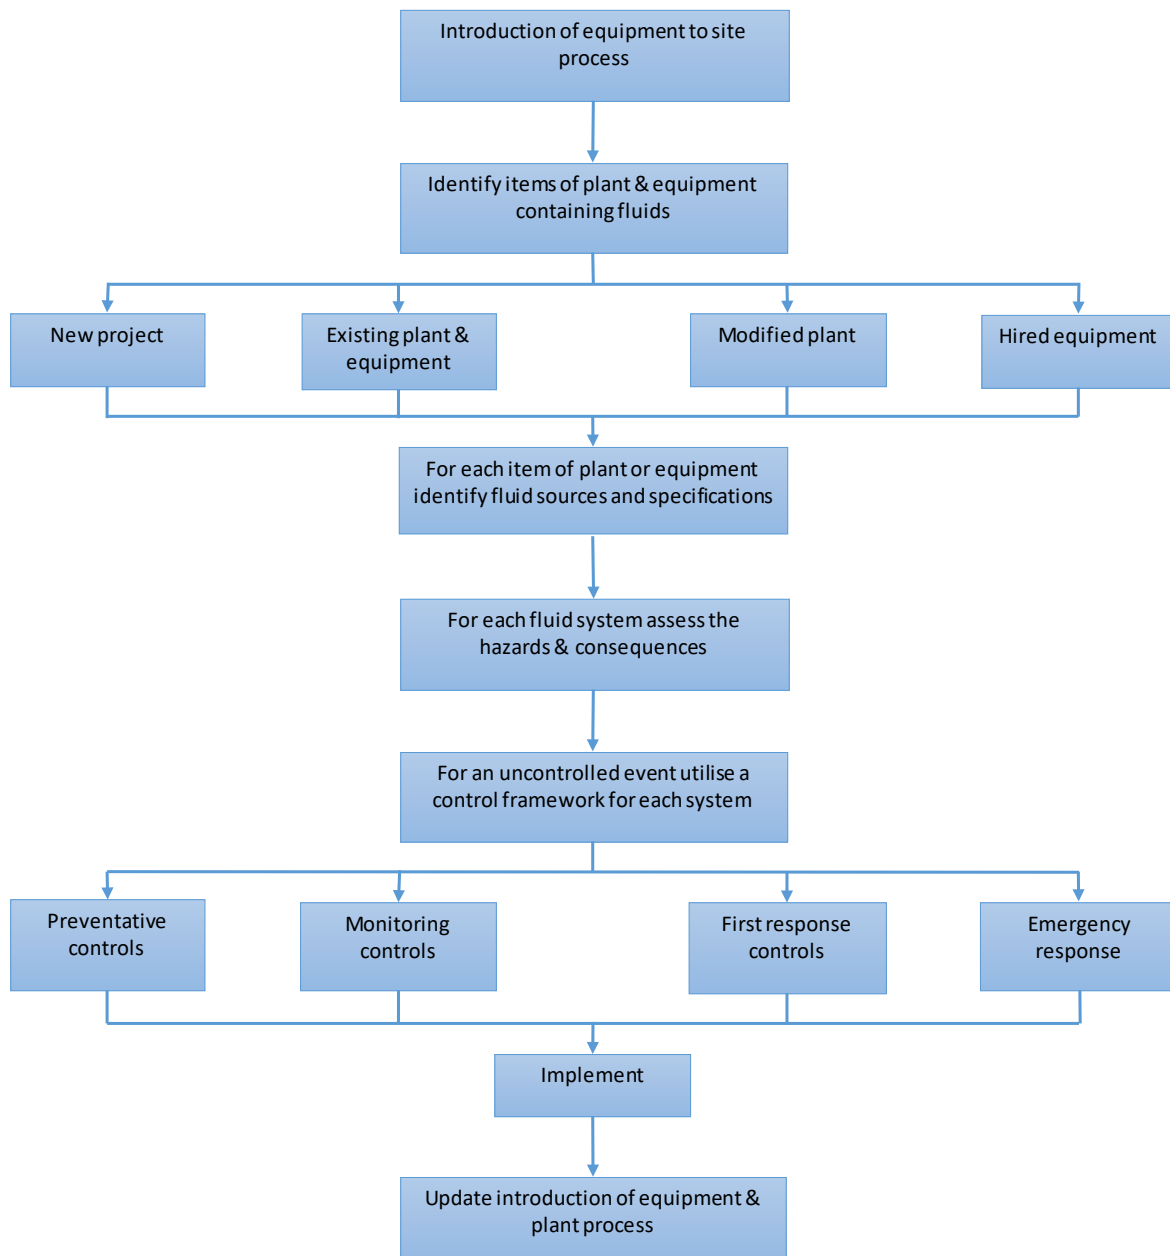 Introduction of equipment to site
process
Identify items of plant & equipment
containing fluids
New project
Existing plant &
equipment
Modified plant
Hired equipment
For each item of plant or equipment
identify fluid sources and specifications
For each fluid system assess the
hazards & consequences
For an uncontrolled event utilise a
control framework for each system
Preventative
controls
Monitoring
controls
First response
controls
Emergency
response
Implement
Update introduction of equipment &
plant process